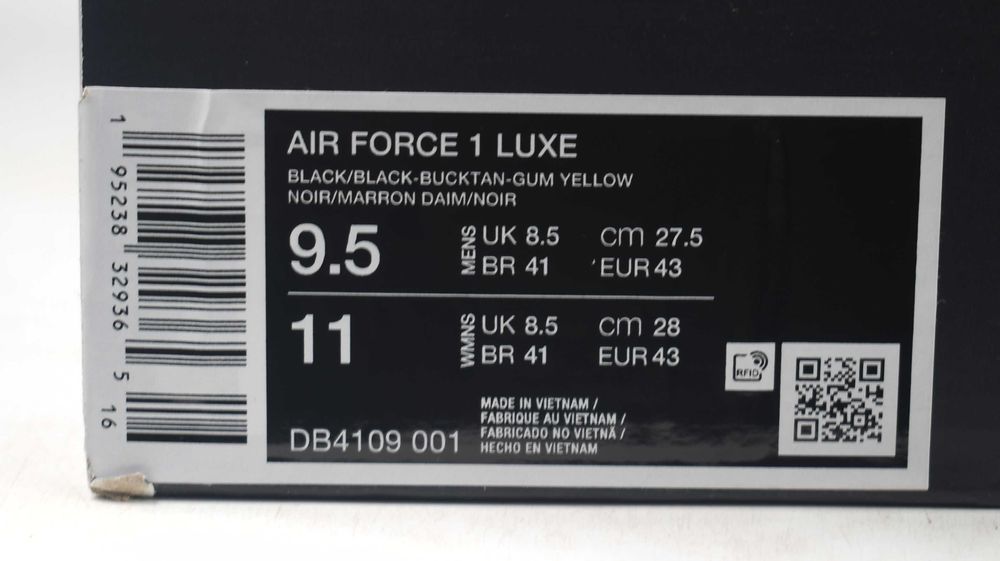 1 95238 32936 5 16
AIR FORCE 1 LUXE
BLACK/BLACK-BUCKTAN-GUM YELLOW
NOIR/MARRON DAIM/NOIR
9.5 MENS UK 8.5 cm 27.5
BR 41 EUR 43
11 WMNS UK 8.5 cm 28
BR 41 EUR 43
RFID
MADE IN VIETNAM /
FABRIQUE AU VIETNAM /
FABRICADO NO VIETNÃ /
HECHO EN VIETNAM
DB4109 001